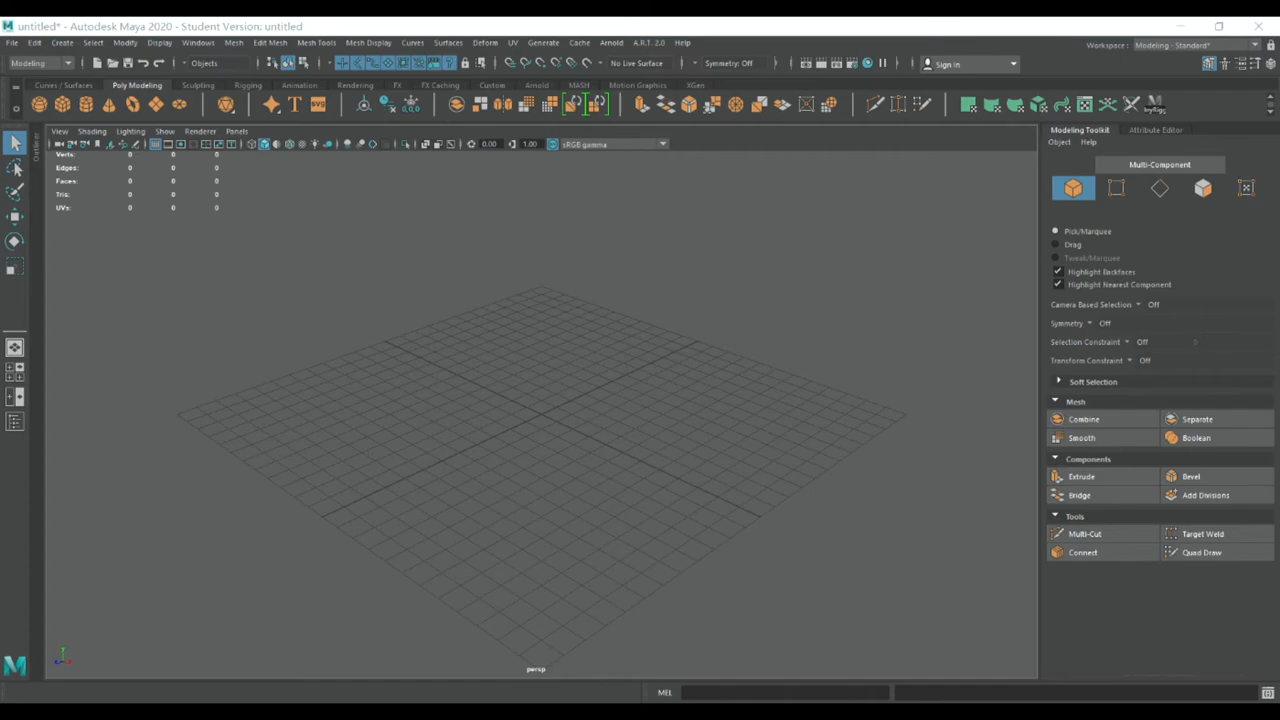 untitled* - Autodesk Maya 2020 - Student Version: untitled
File Edit Create Select Modify Display Windows Mesh Edit Mesh Mesh Tools Mesh Display Curves Surfaces Deform UV Generate Cache Arnold A.R.T. 2.0 Help
Workspace : Modeling - Standard*
Modeling Objects No Live Surface Symmetry: Off Sign In
Curves / Surfaces Poly Modeling Sculpting Rigging Animation Rendering FX FX Caching Custom Arnold MASH Motion Graphics XGen
T SVG
View Shading Lighting Show Renderer Panels
0.00 1.00 sRGB gamma
Outliner
Verts: 0 0 0
Edges: 0 0 0
Faces: 0 0 0
Tris: 0 0 0
UVs: 0 0 0
persp
Modeling Toolkit Attribute Editor
Object Help
Multi-Component
Pick/Marquee
Drag
Tweak/Marquee
Highlight Backfaces
Highlight Nearest Component
Camera Based Selection Off
Symmetry Off
Selection Constraint Off 0
Transform Constraint Off
Soft Selection
Mesh
Combine Separate
Smooth Boolean
Components
Extrude Bevel
Bridge Add Divisions
Tools
Multi-Cut Target Weld
Connect Quad Draw
MEL